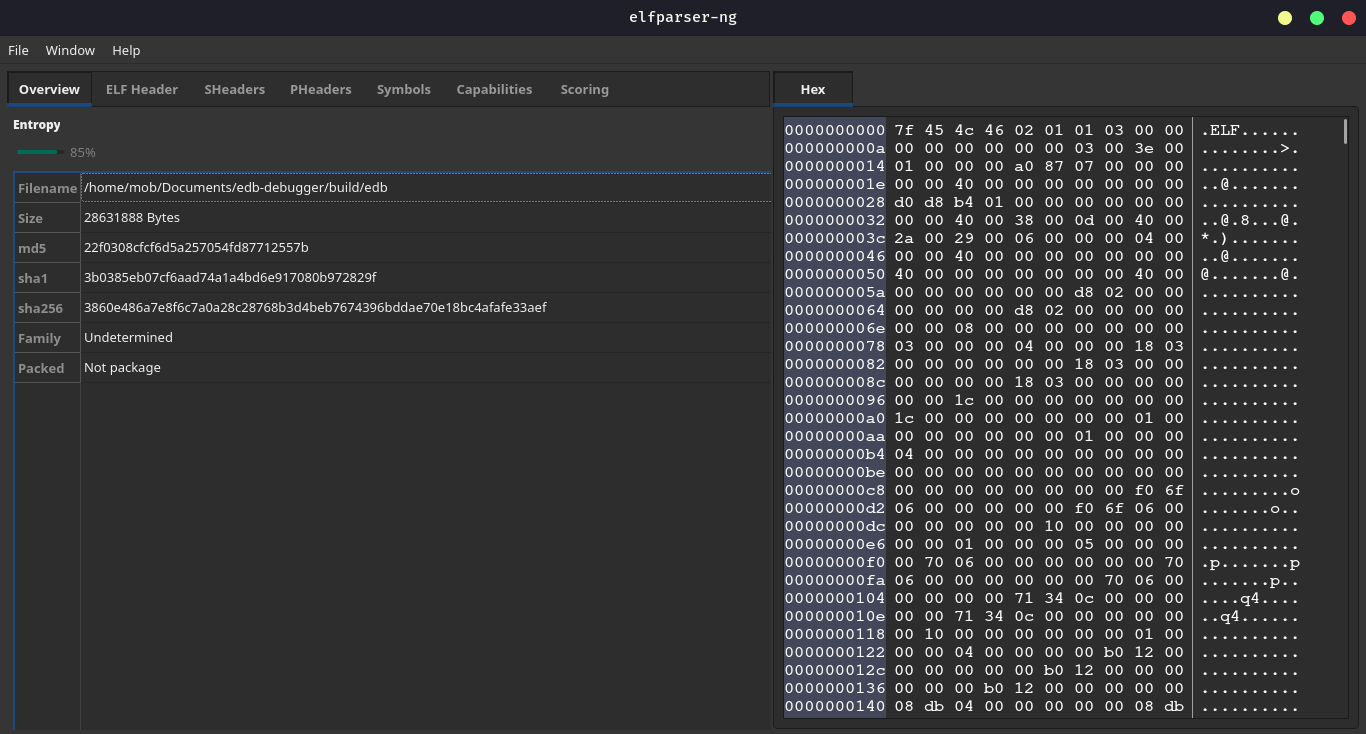 elfparser-ng
File Window Help
Overview ELF Header SHeaders PHeaders Symbols Capabilities Scoring
Entropy
85%
Filename /home/mob/Documents/edb-debugger/build/edb
Size 28631888 Bytes
md5 22f0308cfcf6d5a257054fd87712557b
sha1 3b0385eb07cf6aad74a1a4bd6e917080b972829f
sha256 3860e486a7e8f6c7a0a28c28768b3d4beb7674396bddae70e18bc4afafe33aef
Family Undetermined
Packed Not package
Hex
0000000000 7f 45 4c 46 02 01 01 03 00 00 .ELF......
000000000a 00 00 00 00 00 00 03 00 3e 00 ........>.
0000000014 01 00 00 00 a0 87 07 00 00 00 ..........
000000001e 00 00 40 00 00 00 00 00 00 00 ..@.......
0000000028 d0 d8 b4 01 00 00 00 00 00 00 ..........
0000000032 00 00 40 00 38 00 0d 00 40 00 ..@.8...@.
000000003c 2a 00 29 00 06 00 00 00 04 00 *.).......
0000000046 00 00 40 00 00 00 00 00 00 00 ..@.......
0000000050 40 00 00 00 00 00 00 00 40 00 @.......@.
000000005a 00 00 00 00 00 00 d8 02 00 00 ..........
0000000064 00 00 00 00 d8 02 00 00 00 00 ..........
000000006e 00 00 08 00 00 00 00 00 00 00 ..........
0000000078 03 00 00 00 04 00 00 00 18 03 ..........
0000000082 00 00 00 00 00 00 18 03 00 00 ..........
000000008c 00 00 00 00 18 03 00 00 00 00 ..........
0000000096 00 00 1c 00 00 00 00 00 00 00 ..........
00000000a0 1c 00 00 00 00 00 00 00 01 00 ..........
00000000aa 00 00 00 00 00 00 01 00 00 00 ..........
00000000b4 04 00 00 00 00 00 00 00 00 00 ..........
00000000be 00 00 00 00 00 00 00 00 00 00 ..........
00000000c8 00 00 00 00 00 00 00 00 f0 6f .........o
00000000d2 06 00 00 00 00 00 f0 6f 06 00 .......o..
00000000dc 00 00 00 00 00 10 00 00 00 00 ..........
00000000e6 00 00 01 00 00 00 05 00 00 00 ..........
00000000f0 00 70 06 00 00 00 00 00 00 70 .p.......p
00000000fa 06 00 00 00 00 00 00 70 06 00 .......p..
0000000104 00 00 00 00 71 34 0c 00 00 00 ....q4....
000000010e 00 00 71 34 0c 00 00 00 00 00 ..q4......
0000000118 00 10 00 00 00 00 00 00 01 00 ..........
0000000122 00 00 04 00 00 00 00 b0 12 00 ..........
000000012c 00 00 00 00 00 b0 12 00 00 00 ..........
0000000136 00 00 00 b0 12 00 00 00 00 00 ..........
0000000140 08 db 04 00 00 00 00 00 08 db ..........